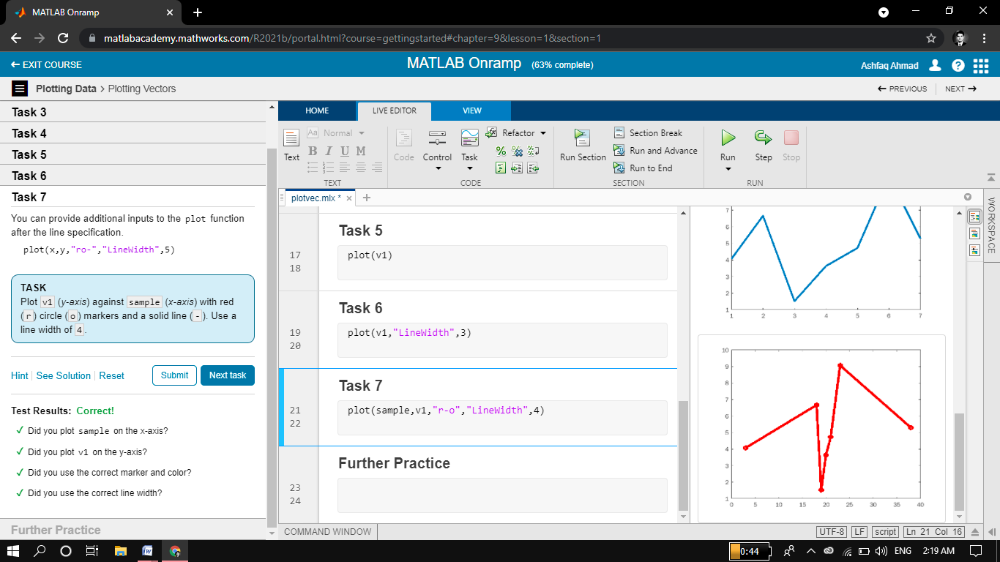 MATLAB Onramp
matlabacademy.mathworks.com/R2021b/portal.html?course=gettingstarted#chapter=9&lesson=1&section=1
EXIT COURSE
MATLAB Onramp (63% complete)
Ashfaq Ahmad
Plotting Data > Plotting Vectors
PREVIOUS
NEXT
Task 3
Task 4
Task 5
Task 6
Task 7
You can provide additional inputs to the plot function
after the line specification.
plot(x,y,"ro-","LineWidth",5)
TASK
Plot v1 (y-axis) against sample (x-axis) with red
(r) circle (o) markers and a solid line (-). Use a
line width of 4.
Hint | See Solution | Reset
Submit
Next task
Test Results: Correct!
✓ Did you plot sample on the x-axis?
✓ Did you plot v1 on the y-axis?
✓ Did you use the correct marker and color?
✓ Did you use the correct line width?
Further Practice
HOME
LIVE EDITOR
VIEW
Text
Aa Normal
B I U M
TEXT
Code
Control
Task
Refactor
CODE
Run Section
Section Break
Run and Advance
Run to End
SECTION
Run
Step
Stop
RUN
plotvec.mlx * ×
WORKSPACE
Task 5
17 plot(v1)
18
Task 6
19 plot(v1,"LineWidth",3)
20
Task 7
21 plot(sample,v1,"r-o","LineWidth",4)
22
Further Practice
23
24
7
6
5
4
3
2
1
1 2 3 4 5 6 7
10
9
8
7
6
5
4
3
2
1
0 5 10 15 20 25 30 35 40
COMMAND WINDOW
UTF-8
LF
script
Ln 21 Col 16
0:44
ENG
2:19 AM